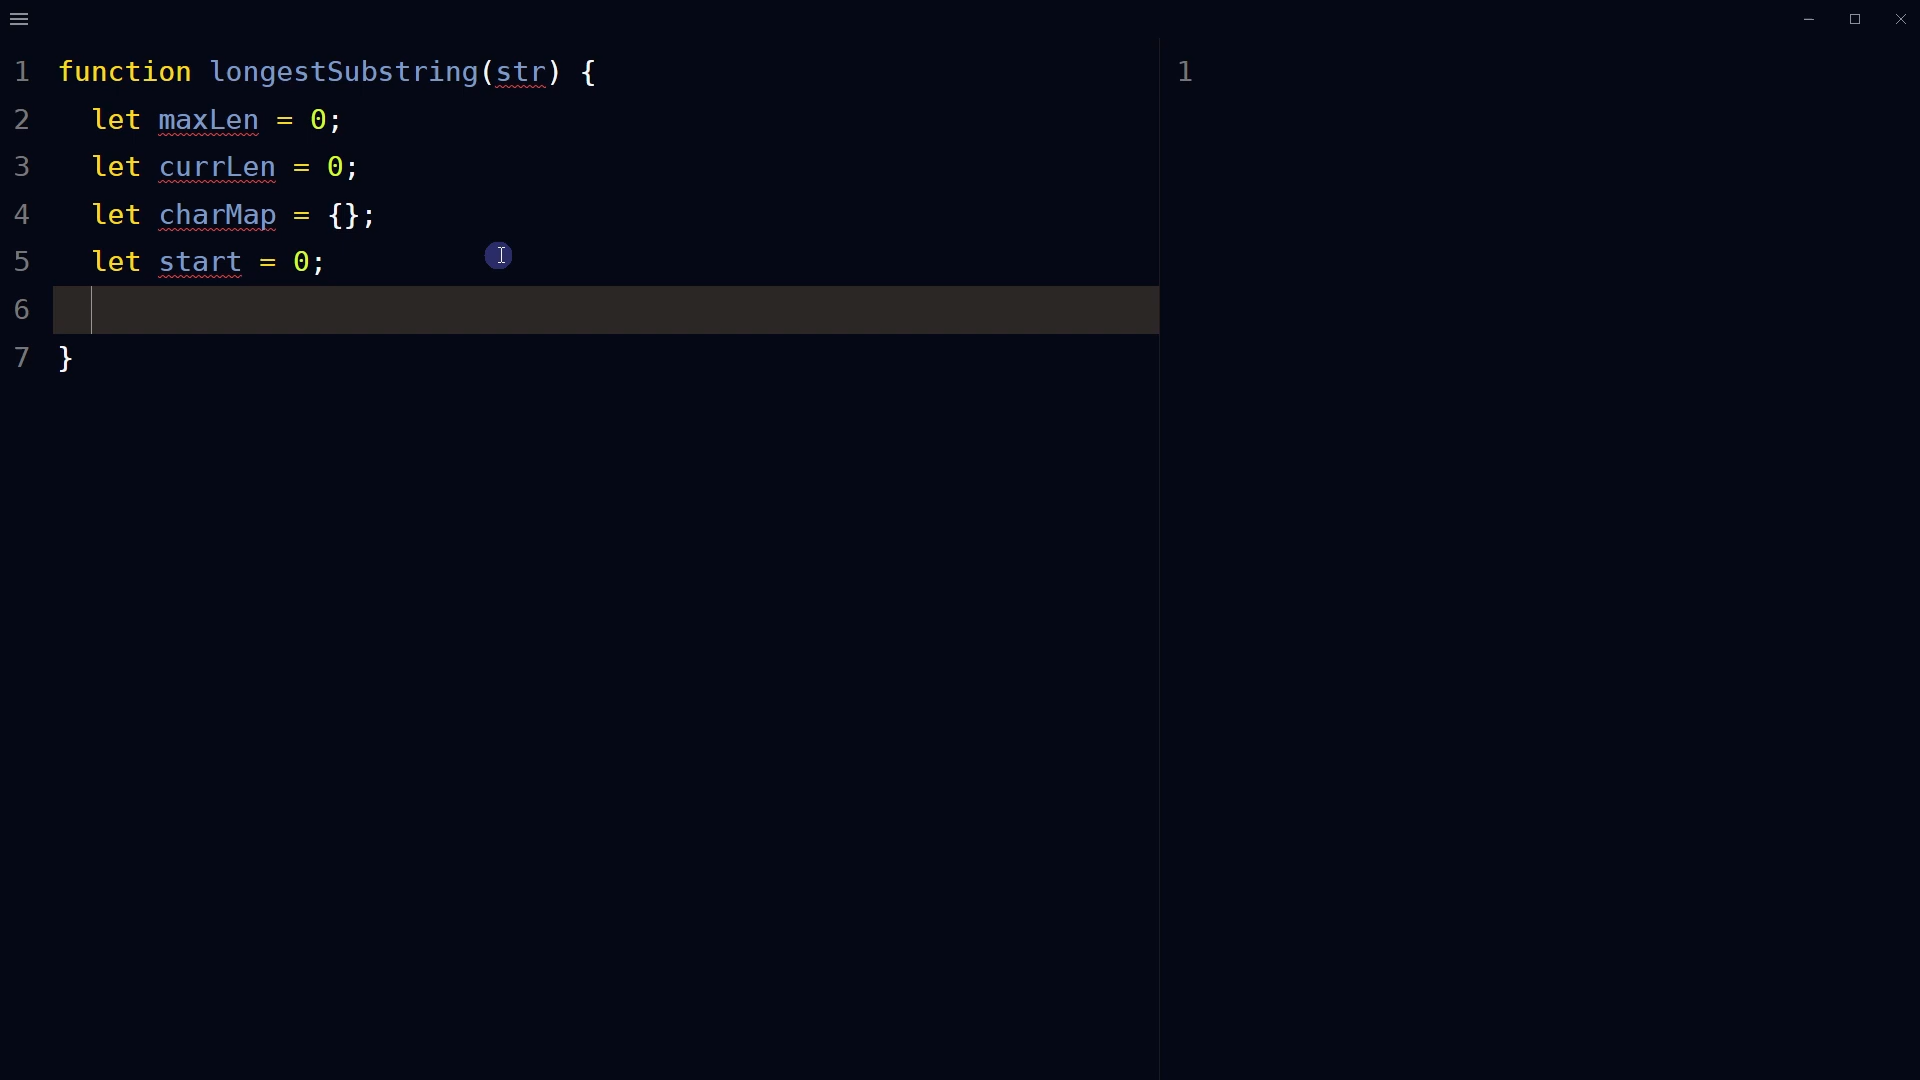 1 function longestSubstring(str) { 1
2   let maxLen = 0;
3   let currLen = 0;
4   let charMap = {};
5   let start = 0;
6
7 }